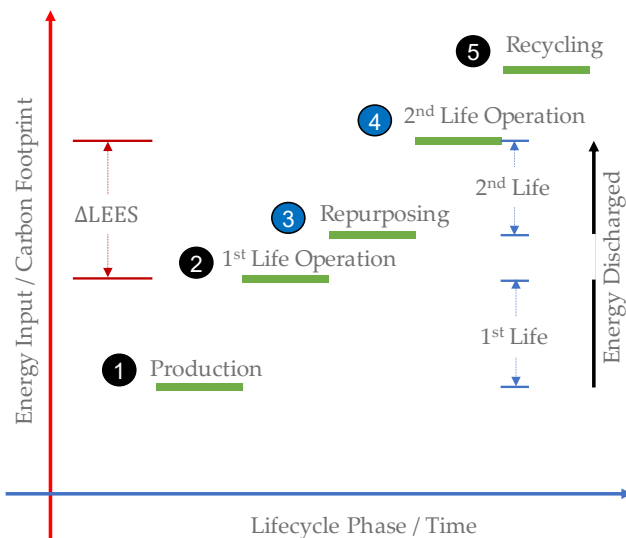 5 Recycling
4 2nd Life Operation
2nd Life
ΔLEES
3 Repurposing
2 1st Life Operation
1st Life
1 Production
Energy Input / Carbon Footprint
Energy Discharged
Lifecycle Phase / Time